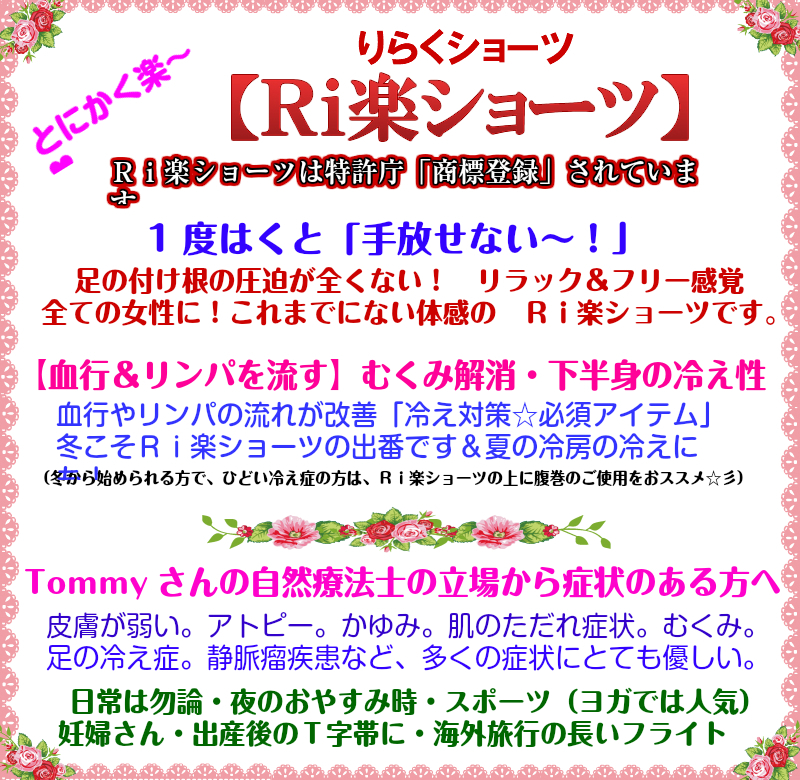 りらくショーツ
とにかく楽〜
【Ri楽ショーツ】
Ri楽ショーツは特許庁「商標登録」されていま
す
1度はくと「手放せない〜！」
足の付け根の圧迫が全くない！　リラック＆フリー感覚
全ての女性に！これまでにない体感の　Ri楽ショーツです。
【血行＆リンパを流す】むくみ解消・下半身の冷え性
血行やリンパの流れが改善「冷え対策☆必須アイテム」
冬こそRi楽ショーツの出番です＆夏の冷房の冷えに
（冬から始められる方で、ひどい冷え症の方は、Ri楽ショーツの上に腹巻のご使用をおススメ☆彡）
Tommyさんの自然療法士の立場から症状のある方へ
皮膚が弱い。アトピー。かゆみ。肌のただれ症状。むくみ。
足の冷え症。静脈瘤疾患など、多くの症状にとても優しい。
日常は勿論・夜のおやすみ時・スポーツ（ヨガでは人気）
妊婦さん・出産後のT字帯に・海外旅行の長いフライト